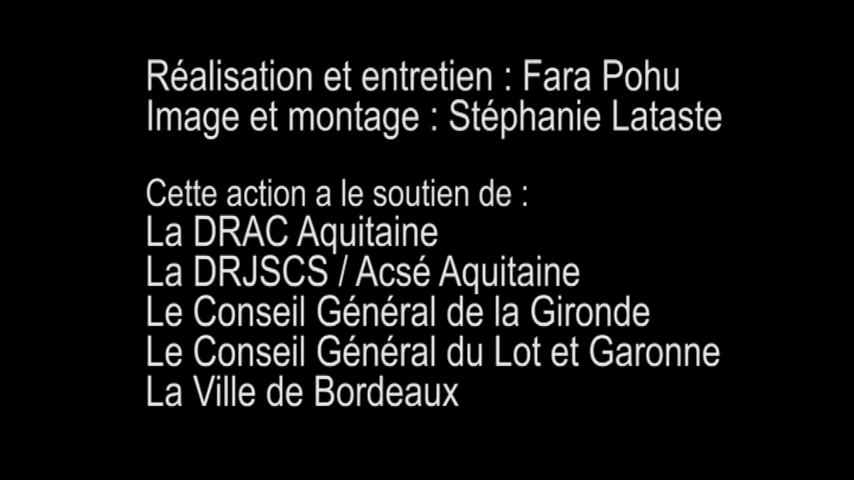 Réalisation et entretien : Fara Pohu
Image et montage : Stéphanie Lataste
Cette action a le soutien de :
La DRAC Aquitaine
La DRJSCS / Acsé Aquitaine
Le Conseil Général de la Gironde
Le Conseil Général du Lot et Garonne
La Ville de Bordeaux